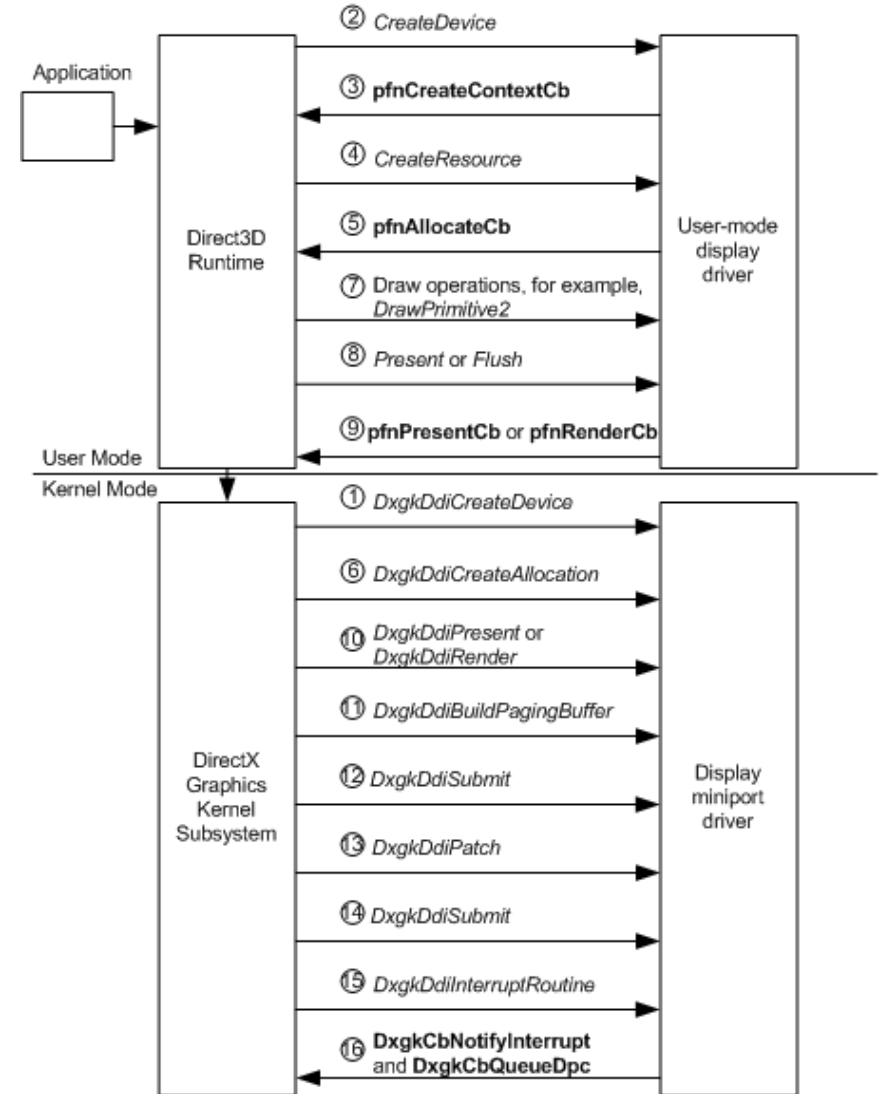 ② CreateDevice
Application
③ pfnCreateContextCb
④ CreateResource
⑤ pfnAllocateCb
Direct3D
Runtime
User-mode
display
driver
⑦ Draw operations, for example,
DrawPrimitive2
⑧ Present or Flush
⑨ pfnPresentCb or pfnRenderCb
User Mode
Kernel Mode
① DxgkDdiCreateDevice
⑥ DxgkDdiCreateAllocation
⑩ DxgkDdiPresent or
DxgkDdiRender
⑪ DxgkDdiBuildPagingBuffer
DirectX
Graphics
Kernel
Subsystem
Display
miniport
driver
⑫ DxgkDdiSubmit
⑬ DxgkDdiPatch
⑭ DxgkDdiSubmit
⑮ DxgkDdiInterruptRoutine
⑯ DxgkCbNotifyInterrupt
and DxgkCbQueueDpc